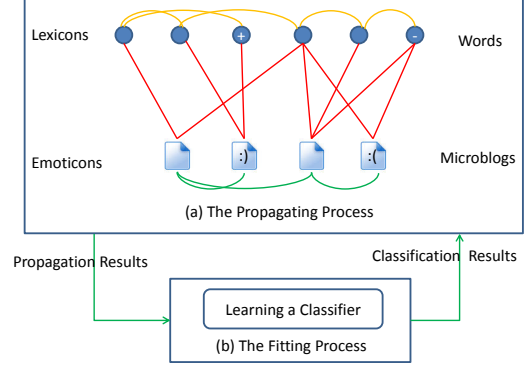 Lexicons
+
-
Words
Emoticons
:)
:(
Microblogs
(a) The Propagating Process
Propagation Results
Classification Results
Learning a Classifier
(b) The Fitting Process